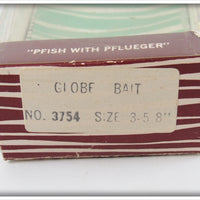 "PFISH WITH PFLUEGER"
GLOBE BAIT
NO. 3754 SIZE 3-5 8"